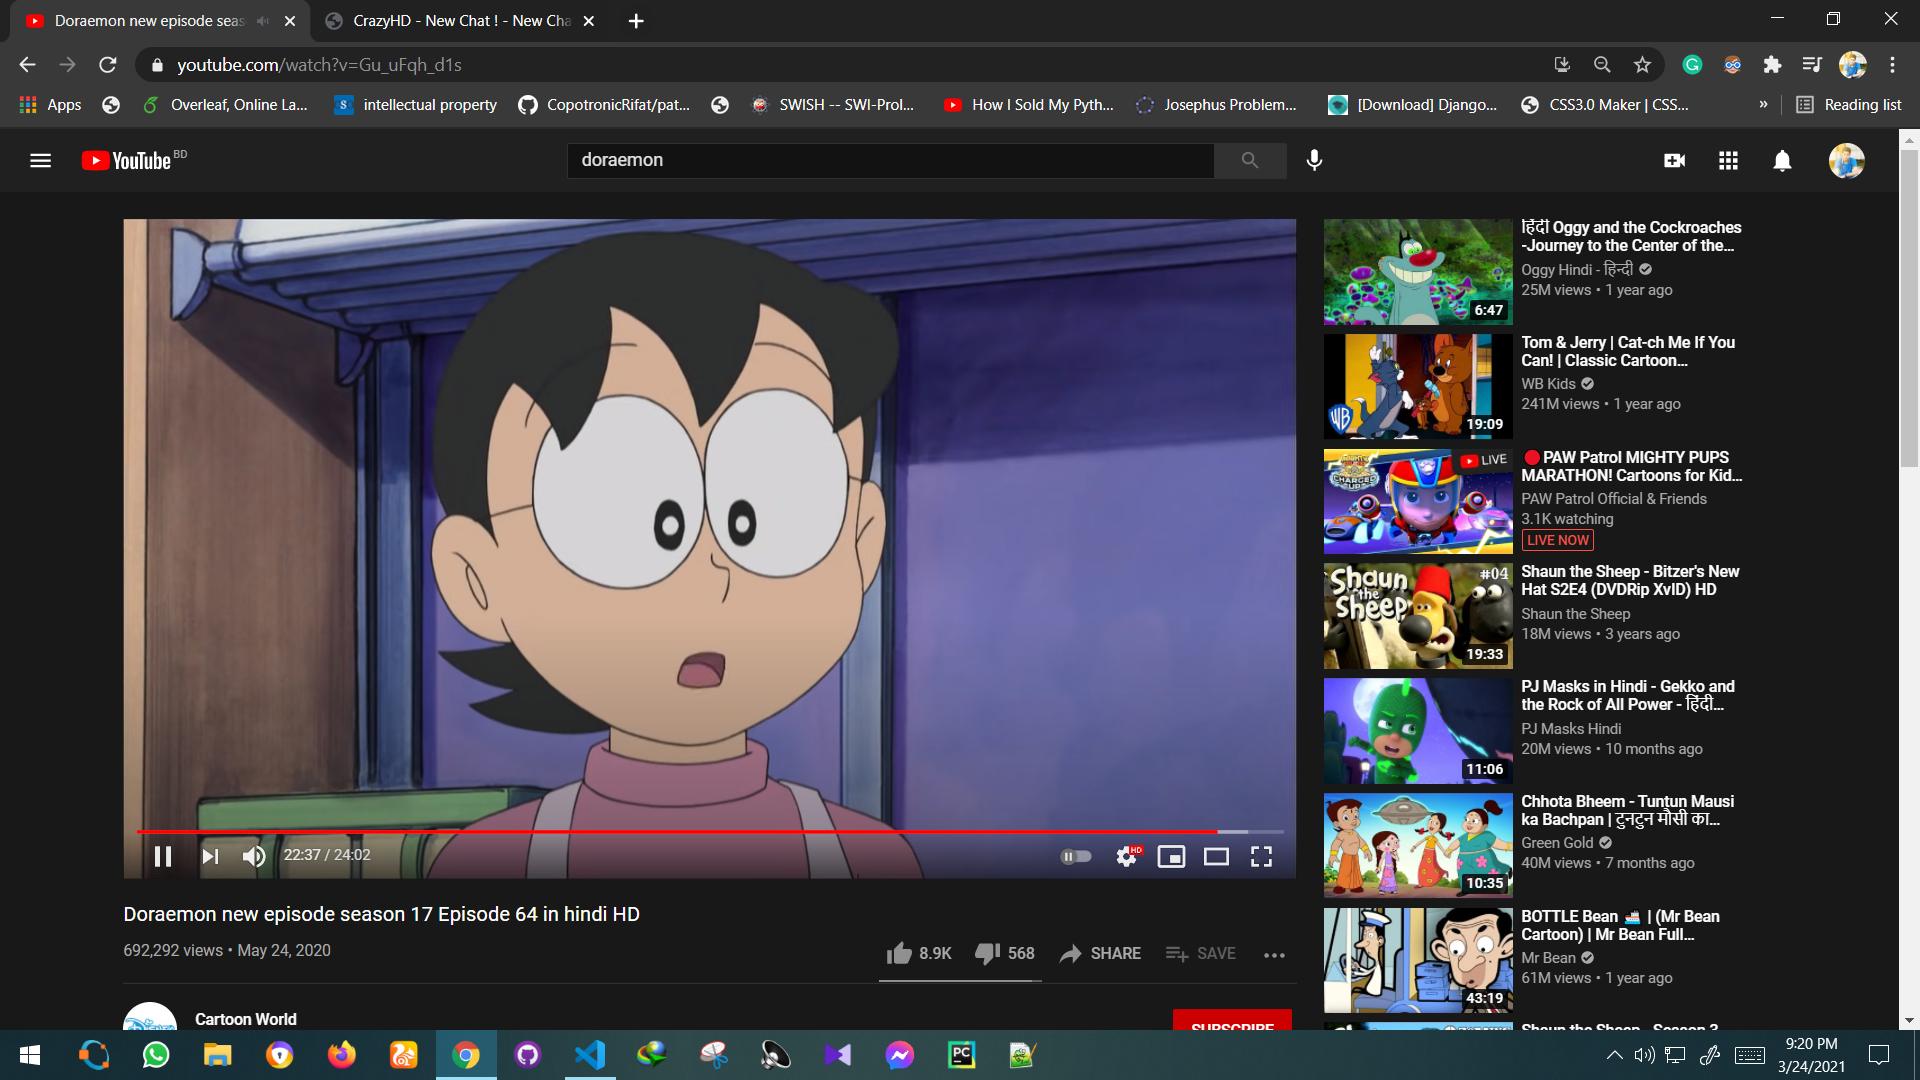 Doraemon new episode seas
CrazyHD - New Chat ! - New Cha
youtube.com/watch?v=Gu_uFqh_d1s
Apps
Overleaf, Online La...
intellectual property
CopotronicRifat/pat...
SWISH -- SWI-Prol...
How I Sold My Pyth...
Josephus Problem...
[Download] Django...
CSS3.0 Maker | CSS...
»
Reading list
YouTube BD
doraemon
22:37 / 24:02
HD
Doraemon new episode season 17 Episode 64 in hindi HD
692,292 views • May 24, 2020
8.9K
568
SHARE
SAVE
Cartoon World
SUBSCRIBE
6:47
हिंदी Oggy and the Cockroaches
-Journey to the Center of the...
Oggy Hindi - हिन्दी
25M views • 1 year ago
WB
19:09
Tom & Jerry | Cat-ch Me If You
Can! | Classic Cartoon...
WB Kids
241M views • 1 year ago
CHARGED UP
LIVE
PAW Patrol MIGHTY PUPS
MARATHON! Cartoons for Kid...
PAW Patrol Official & Friends
3.1K watching
LIVE NOW
Shaun
the
Sheep
#04
19:33
Shaun the Sheep - Bitzer's New
Hat S2E4 (DVDRip XvID) HD
Shaun the Sheep
18M views • 3 years ago
11:06
PJ Masks in Hindi - Gekko and
the Rock of All Power - हिंदी...
PJ Masks Hindi
20M views • 10 months ago
10:35
Chhota Bheem - Tuntun Mausi
ka Bachpan | टुनटुन मौसी का...
Green Gold
40M views • 7 months ago
43:19
BOTTLE Bean 🚢 | (Mr Bean
Cartoon) | Mr Bean Full...
Mr Bean
61M views • 1 year ago
Shaun the Sheep - Season 3
PC
9:20 PM
3/24/2021